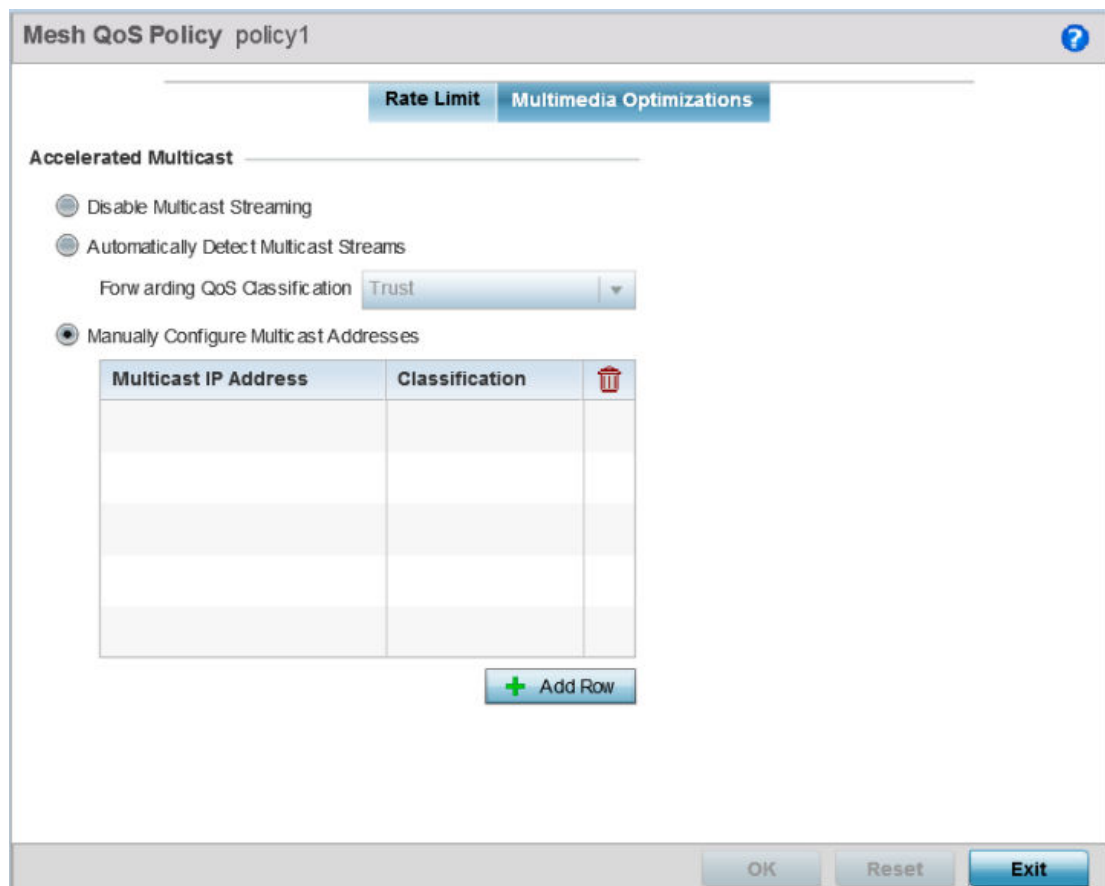 Mesh QoS Policy policy1
Rate Limit Multimedia Optimizations
Accelerated Multicast
Disable Multicast Streaming
Automatically Detect Multicast Streams
Forwarding QoS Classification Trust
Manually Configure Multicast Addresses
Multicast IP Address Classification
Add Row
OK Reset Exit